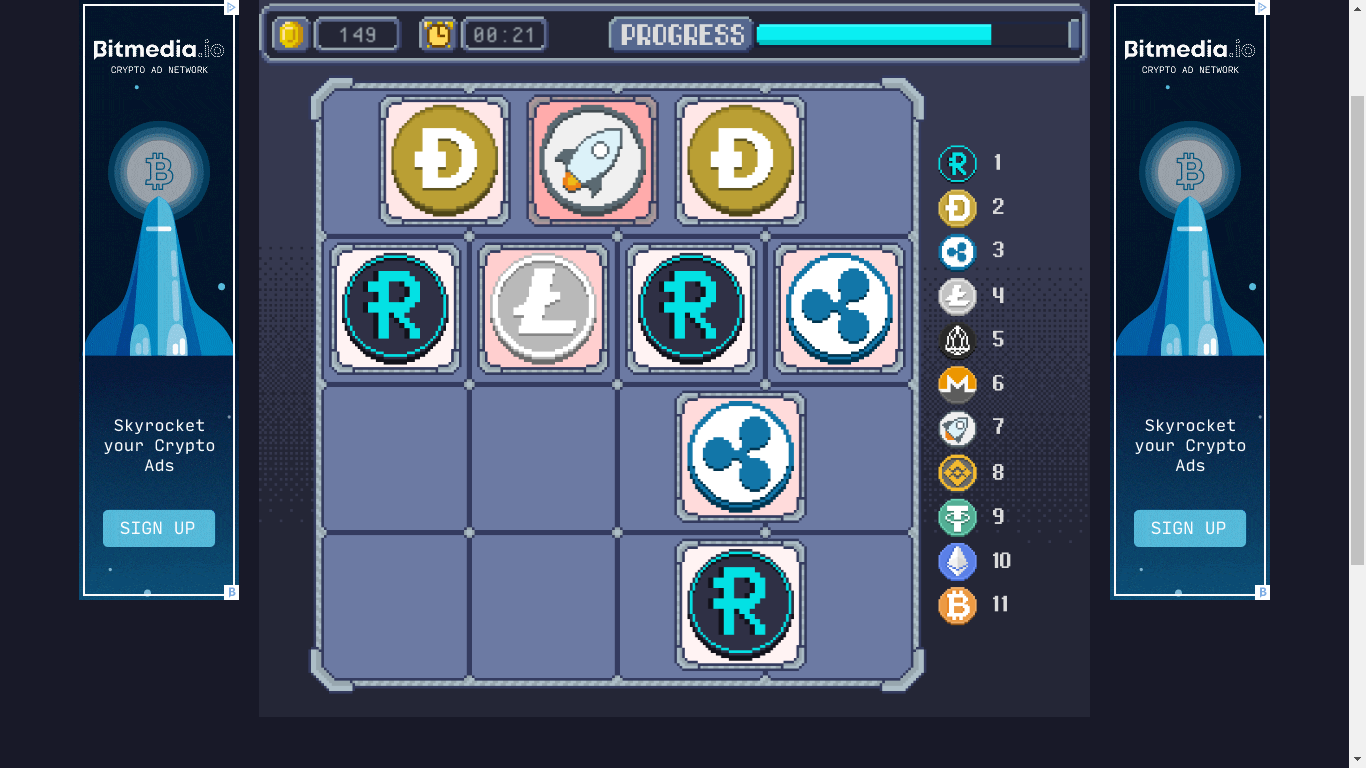 149
00:21
PROGRESS
Bitmedia.io
CRYPTO AD NETWORK
Skyrocket
your Crypto
Ads
SIGN UP
1
2
3
4
5
6
7
8
9
10
11
Bitmedia.io
CRYPTO AD NETWORK
Skyrocket
your Crypto
Ads
SIGN UP